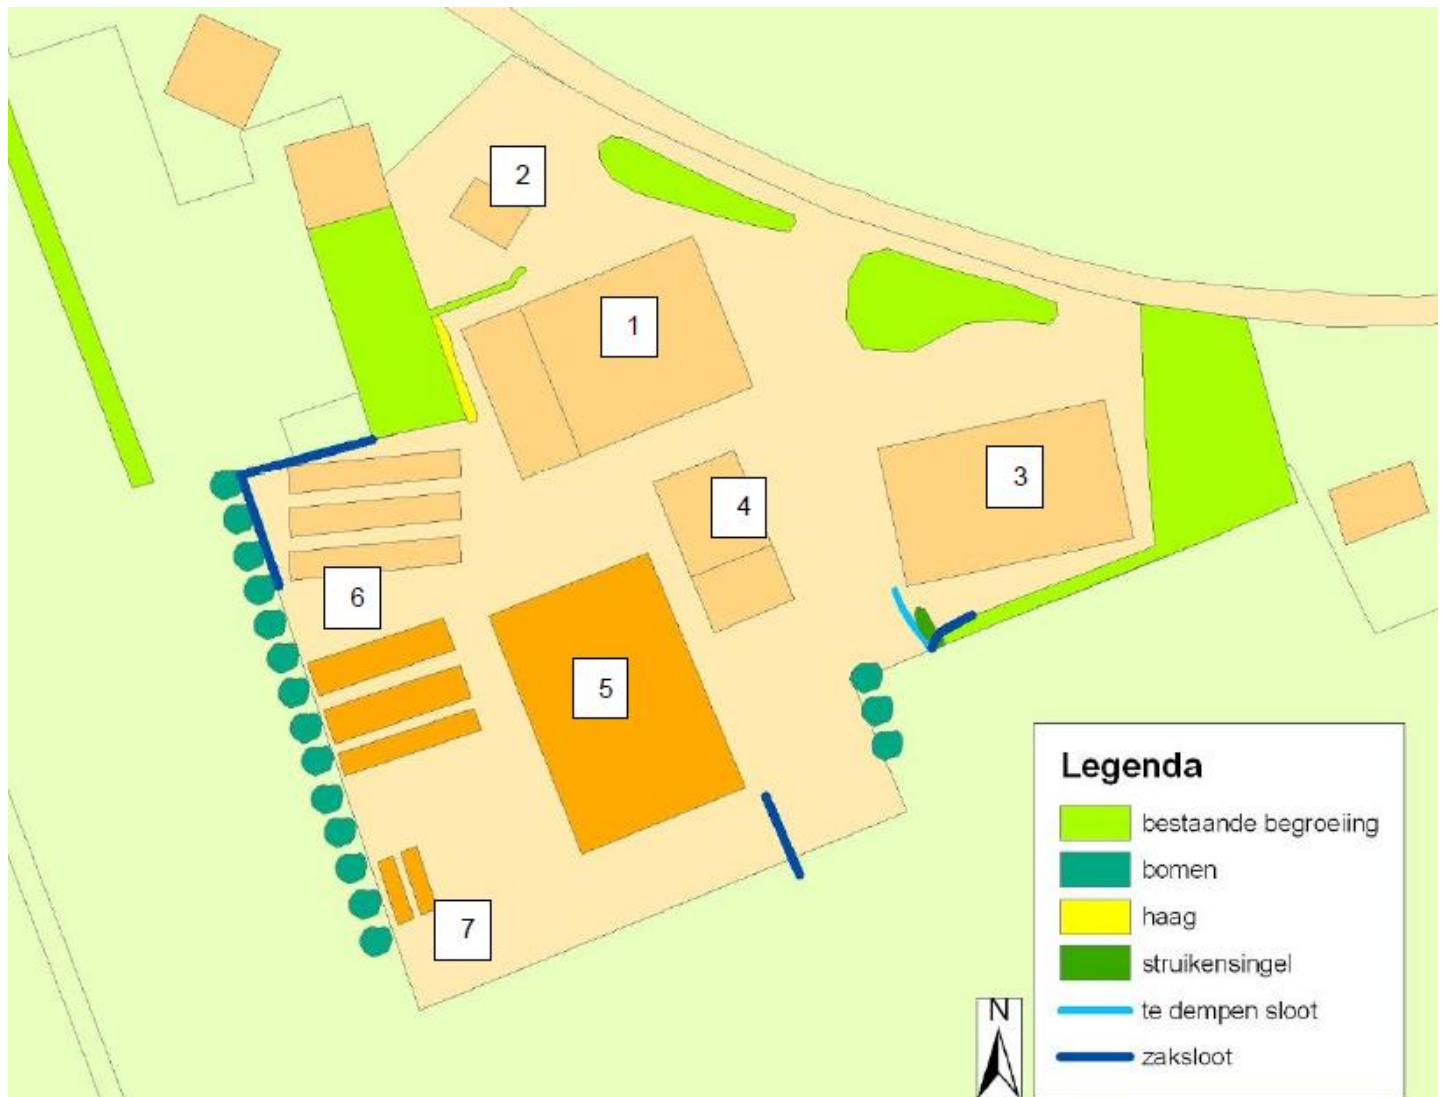 2
1
3
4
6
5
7
Legenda
bestaande begroeiing
bomen
haag
struikensingel
te dempen sloot
zaksloot
N